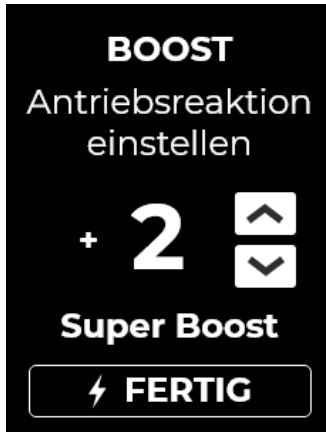 BOOST
Antriebsreaktion
einstellen
+ 2
Super Boost
FERTIG